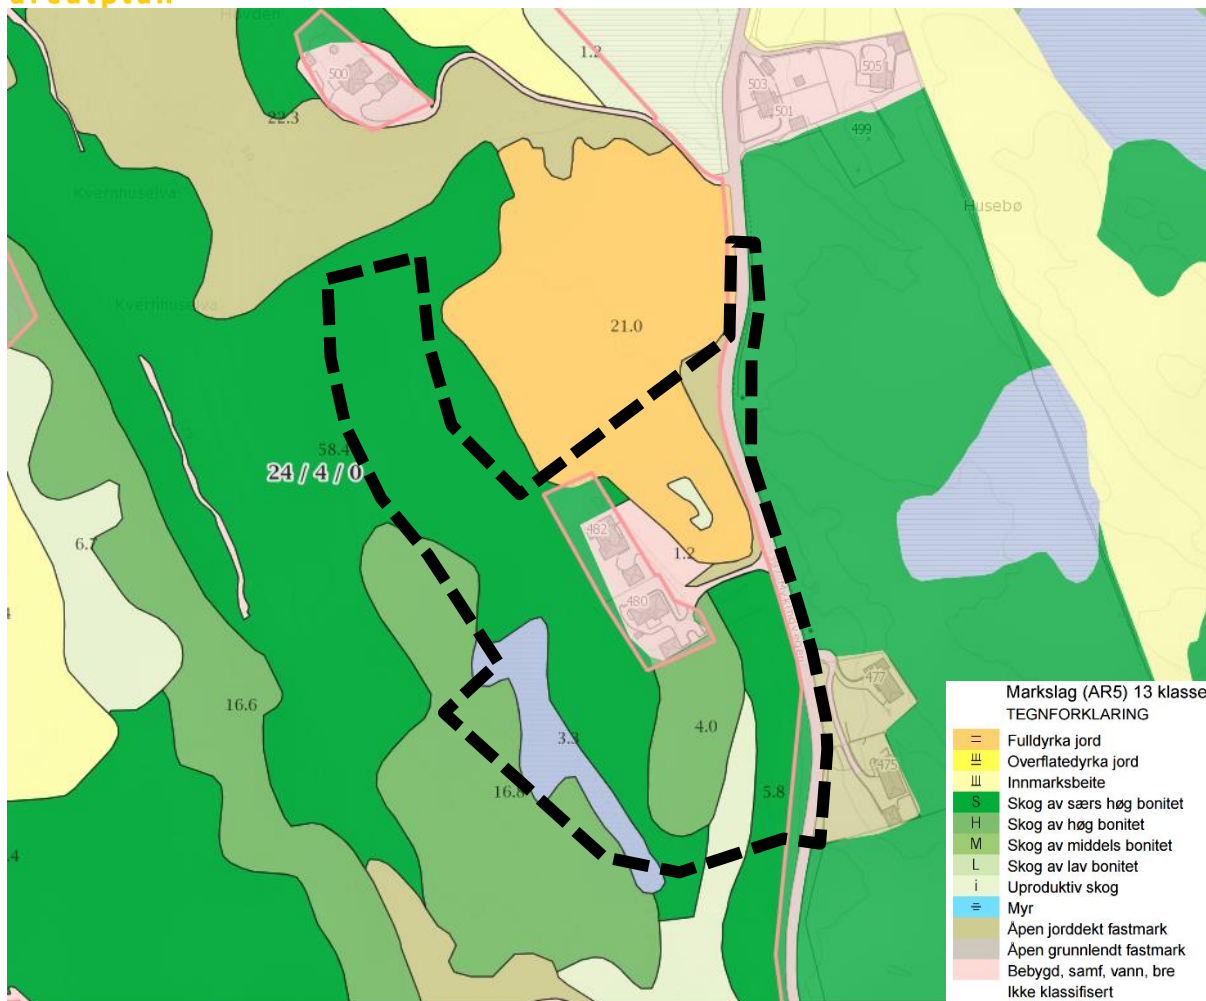 arealplan
Høvden
1.2
500
503
501
505
499
22.3
Kvernhuselva
Husebø
Kvernhuselva
21.0
58.4
24 / 4 / 0
6.7
482
1.2
480
16.6
477
3.3
4.0
475
16.8
5.8
Markslag (AR5) 13 klasse
TEGNFORKLARING
Fulldyrka jord
Overflatedyrka jord
Innmarksbeite
S Skog av særs høg bonitet
H Skog av høg bonitet
M Skog av middels bonitet
L Skog av lav bonitet
i Uproduktiv skog
Myr
Åpen jorddekt fastmark
Åpen grunnlendt fastmark
Bebygd, samf, vann, bre
Ikke klassifisert